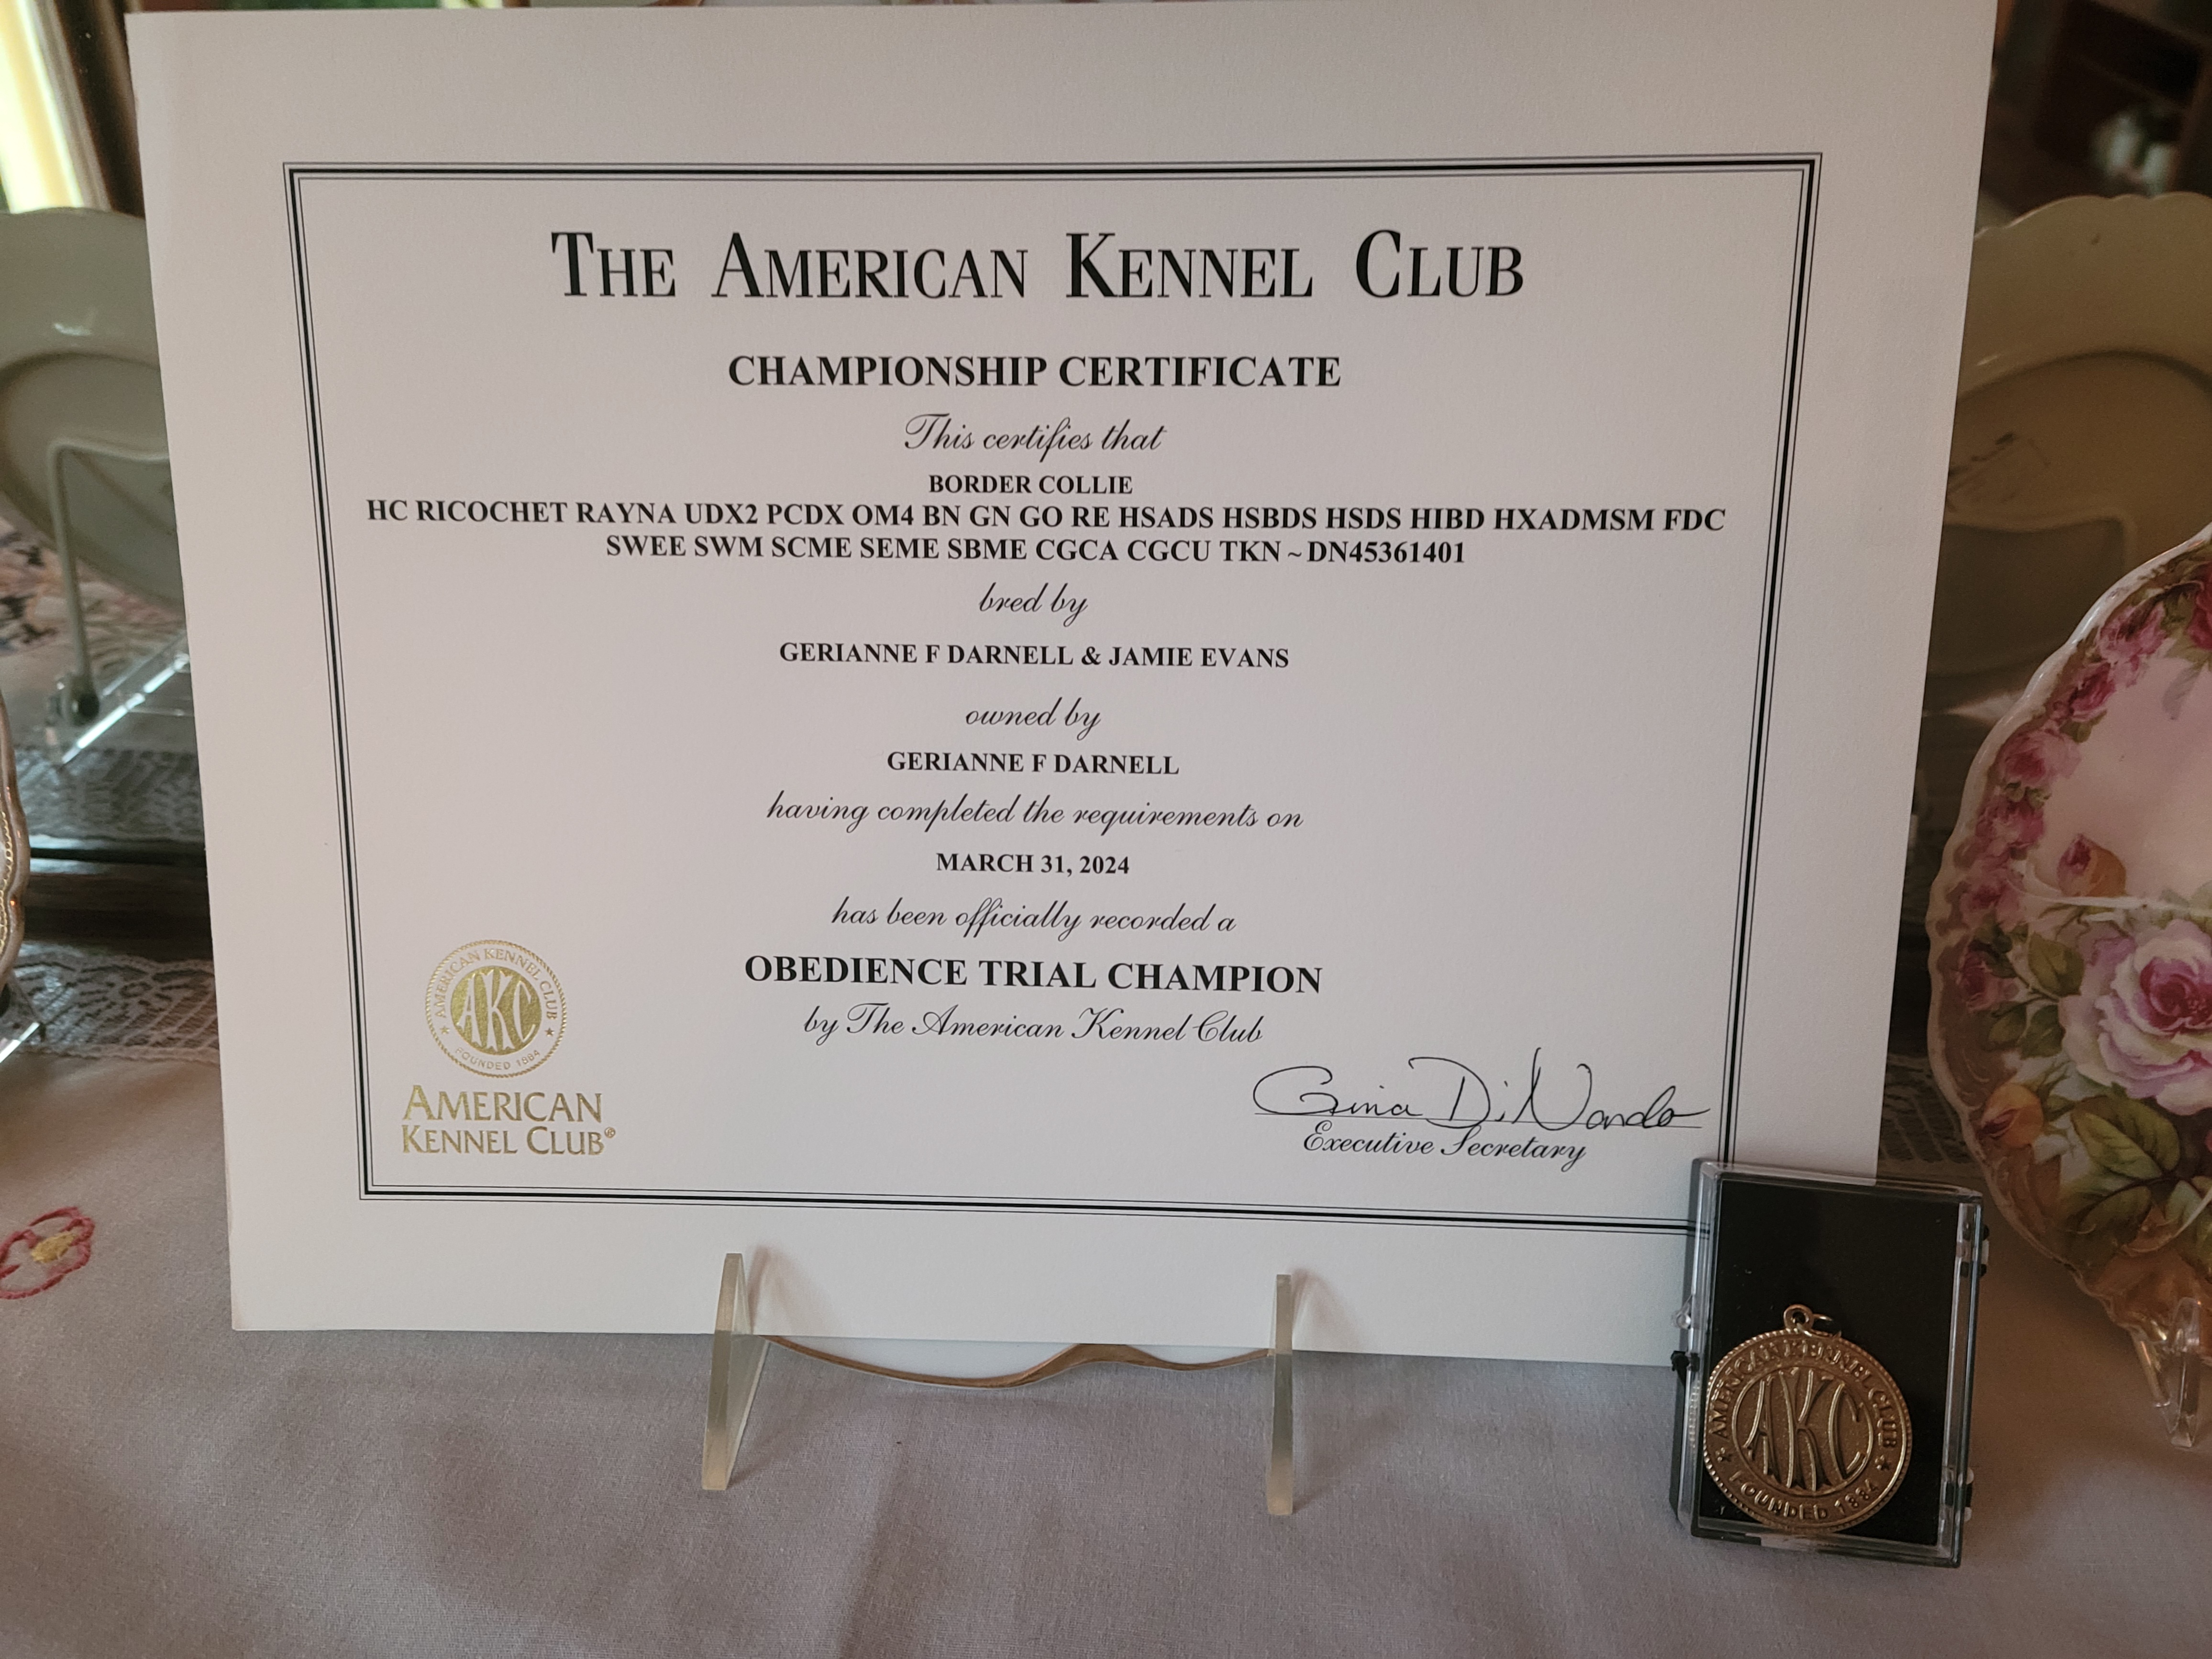 THE AMERICAN KENNEL CLUB
CHAMPIONSHIP CERTIFICATE
This certifies that
BORDER COLLIE
HC RICOCHET RAYNA UDX2 PCDX OM4 BN GN GO RE HSADS HSBDS HSDS HIBD HXADMSM FDC
SWEE SWM SCME SEME SBME CGCA CGCU TKN ~ DN45361401
bred by
GERIANNE F DARNELL & JAMIE EVANS
owned by
GERIANNE F DARNELL
having completed the requirements on
MARCH 31, 2024
has been officially recorded a
OBEDIENCE TRIAL CHAMPION
by The American Kennel Club
AMERICAN KENNEL CLUB
AKC
FOUNDED 1884
AMERICAN
KENNEL CLUB®
Gina DiNardo
Executive Secretary
AMERICAN KENNEL CLUB
AKC
FOUNDED 1884